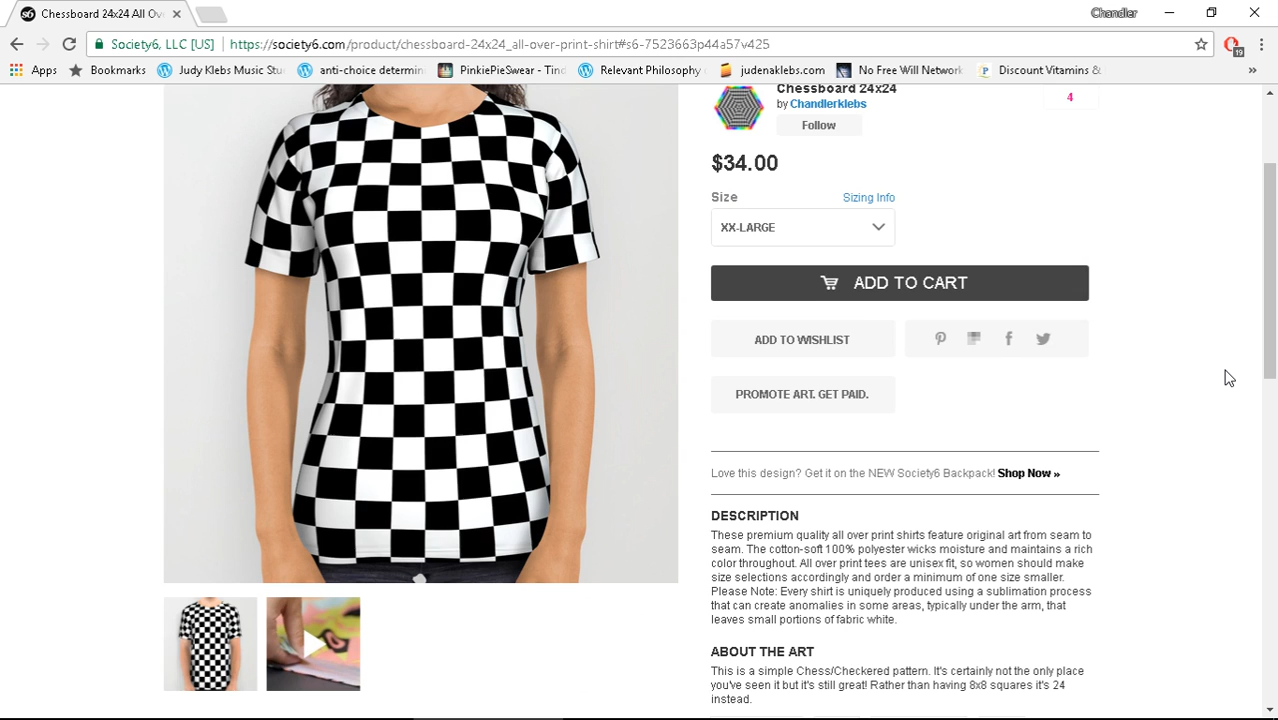 Chessboard 24x24 All Ov
Chandler
Society6, LLC [US]
https://society6.com/product/chessboard-24x24_all-over-print-shirt#s6-7523663p44a57v425
19
Apps
Bookmarks
Judy Klebs Music Stu
anti-choice determin
PinkiePieSwear - Tind
Relevant Philosophy
judenaklebs.com
No Free Will Network
Discount Vitamins &
»
Chessboard 24x24
by Chandlerklebs
4
Follow
$34.00
Size
Sizing Info
XX-LARGE
ADD TO CART
ADD TO WISHLIST
PROMOTE ART. GET PAID.
Love this design? Get it on the NEW Society6 Backpack! Shop Now »
DESCRIPTION
These premium quality all over print shirts feature original art from seam to
seam. The cotton-soft 100% polyester wicks moisture and maintains a rich
color throughout. All over print tees are unisex fit, so women should make
size selections accordingly and order a minimum of one size smaller.
Please Note: Every shirt is uniquely produced using a sublimation process
that can create anomalies in some areas, typically under the arm, that
leaves small portions of fabric white.
ABOUT THE ART
This is a simple Chess/Checkered pattern. It's certainly not the only place
you've seen it but it's still great! Rather than having 8x8 squares it's 24
instead.